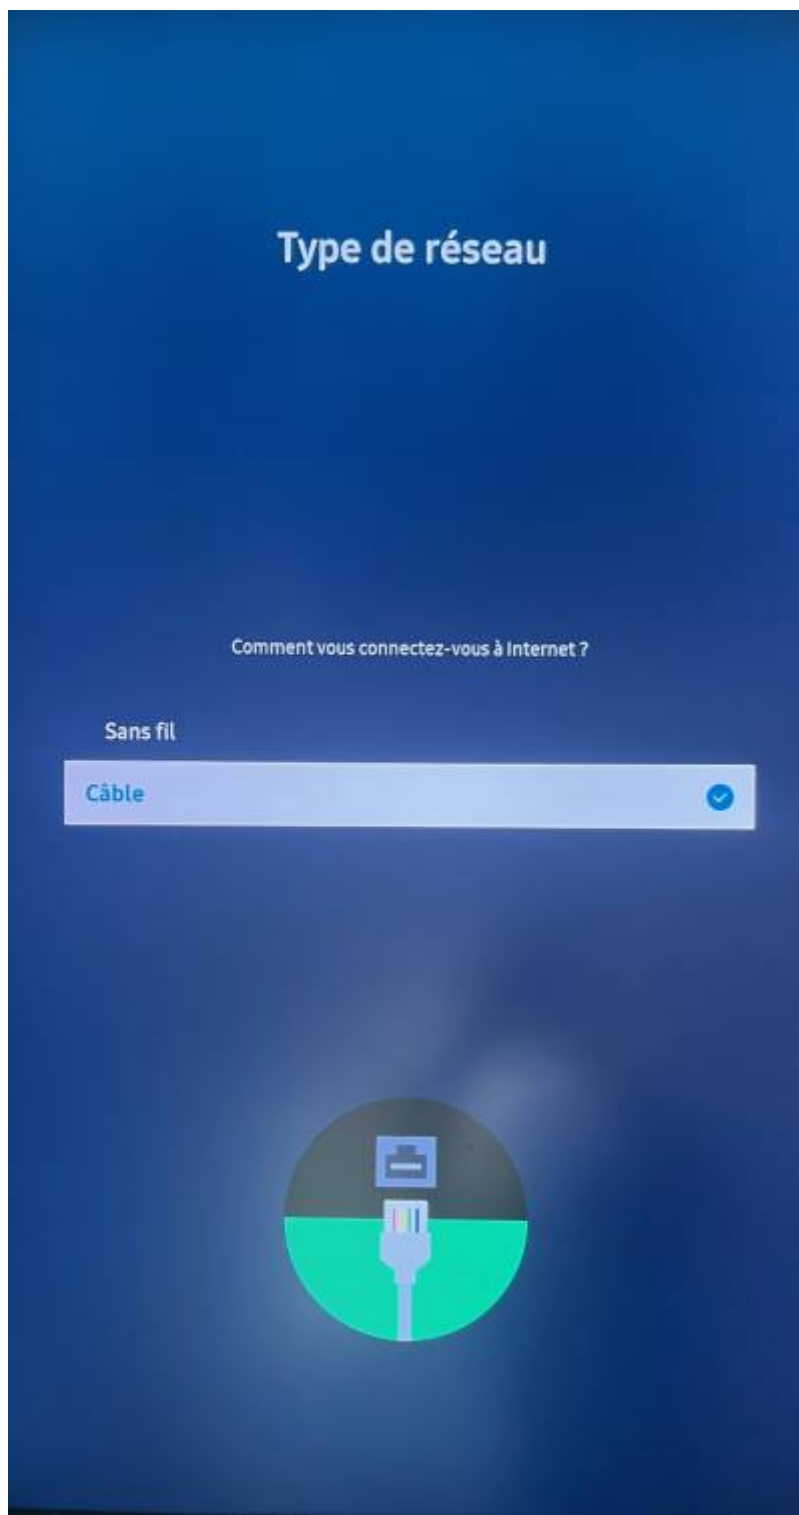 Type de réseau
Comment vous connectez-vous à Internet ?
Sans fil
Câble